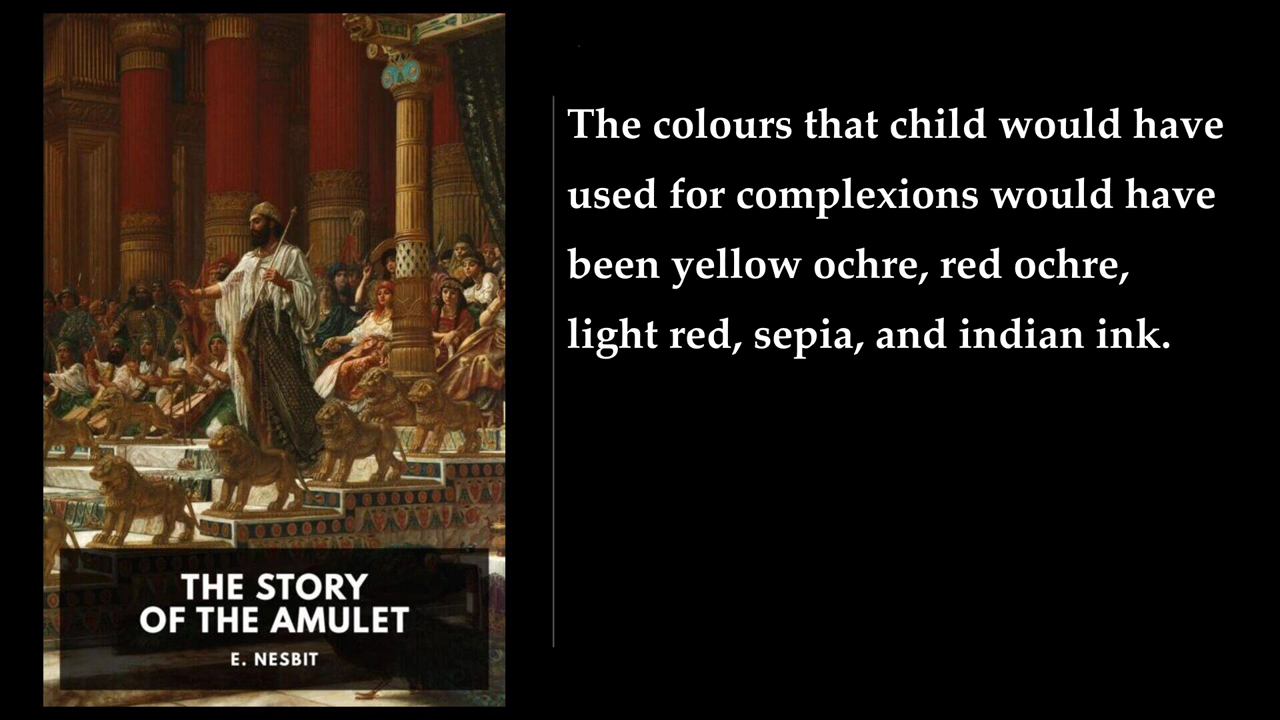 The colours that child would have
used for complexions would have
been yellow ochre, red ochre,
light red, sepia, and indian ink.
THE STORY
OF THE AMULET
E. NESBIT